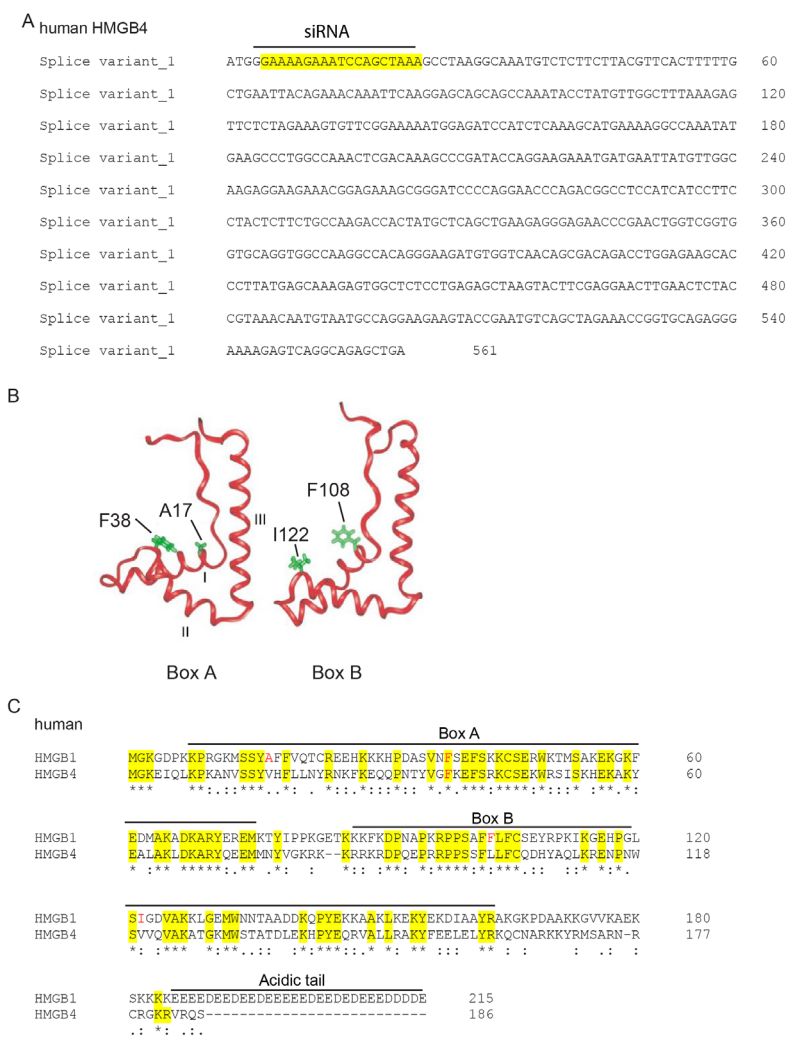 A human HMGB4 siRNA
Splice variant_1 ATGGGAAAAGAAATCCAGCTAAAGCCTAAGGCAAATGTCTCTTCTTACGTTCACTTTTTG 60
Splice variant_1 CTGAATTACAGAAACAAATTCAAGGAGCAGCAGCCAAATACCTATGTTGGCTTTAAAGAG 120
Splice variant_1 TTCTCTAGAAAGTGTTCGGAAAAATGGAGATCCATCTCAAAGCATGAAAAGGCCAAATAT 180
Splice variant_1 GAAGCCCTGGCCAAACTCGACAAAGCCCGATACCAGGAAGAAATGATGAATTATGTTGGC 240
Splice variant_1 AAGAGGAAGAAACGGAGAAAGCGGGATCCCCAGGAACCCAGACGGCCTCCATCATCCTTC 300
Splice variant_1 CTACTCTTCTGCCAAGACCACTATGCTCAGCTGAAGAGGGAGAACCCGAACTGGTCGGTG 360
Splice variant_1 GTGCAGGTGGCCAAGGCCACAGGGAAGATGTGGTCAACAGCGACAGACCTGGAGAAGCAC 420
Splice variant_1 CCTTATGAGCAAAGAGTGGCTCTCCTGAGAGCTAAGTACTTCGAGGAACTTGAACTCTAC 480
Splice variant_1 CGTAAACAATGTAATGCCAGGAAGAAGTACCGAATGTCAGCTAGAAACCGGTGCAGAGGG 540
Splice variant_1 AAAAGAGTCAGGCAGAGCTGA 561
B
F38 A17 III I II
F108 I122
Box A Box B
C
human
Box A
HMGB1 MGKGDPKKPRGKMSSYAFFVQTCREEHKKKHPDASVNFSEFSKKCSERWKTMSAKEKGKF 60
HMGB4 MGKEIQLKPKANVSSYVHFLLNYRNKFKEQQPNTYVGFKEFSRKCSEKWRSISKHEKAKY 60
Box B
HMGB1 EDMAKADKARYEREMKTYIPPKGETKKKFKDPNAPKRPPSAFFLFCSEYRPKIKGEHPGL 120
HMGB4 EALAKLDKARYQEEMMNYVGKRK--KRRKRDPQEPRRPPSSFLLFCQDHYAQLKRENPNW 118
HMGB1 SIGDVAKKLGEMWNNTAADDKQPYEKKAAKLKEKYEKDIAAYRAKGKPDAAKKGVVKAEK 180
HMGB4 SVVQVAKATGKMWSTATDLEKHPYEQRVALLRAKYFEELELYRKQCNARKKYRMSARN-R 177
Acidic tail
HMGB1 SKKKKEEEEDEEDEEDEEEEEDEEDEDEEEDDDDE 215
HMGB4 CRGKRVRQS-------------------------- 186